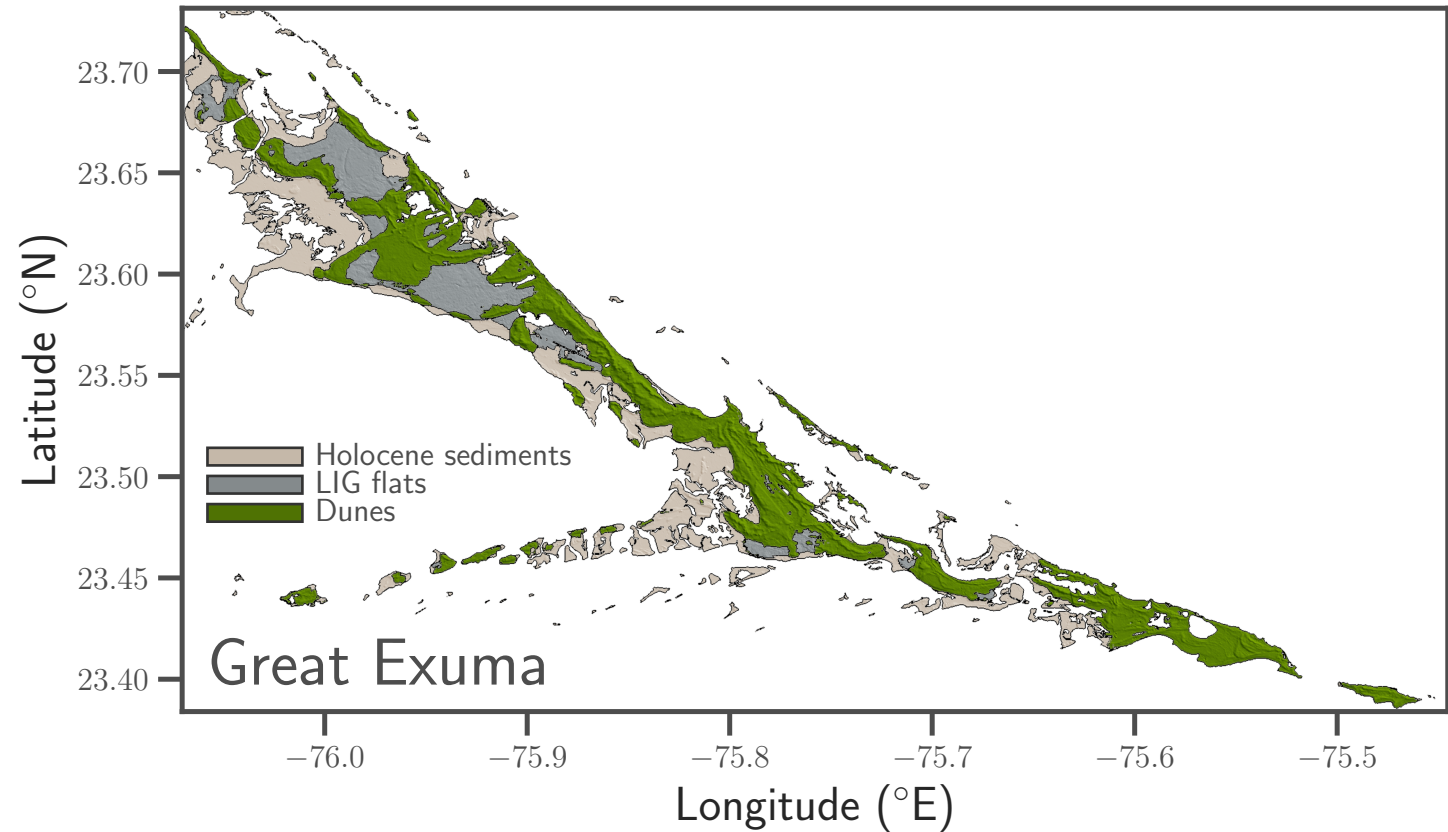 23.70
23.65
23.60
23.55
23.50
23.45
23.40
Latitude (°N)
Holocene sediments
LIG flats
Dunes
Great Exuma
−76.0 −75.9 −75.8 −75.7 −75.6 −75.5
Longitude (°E)